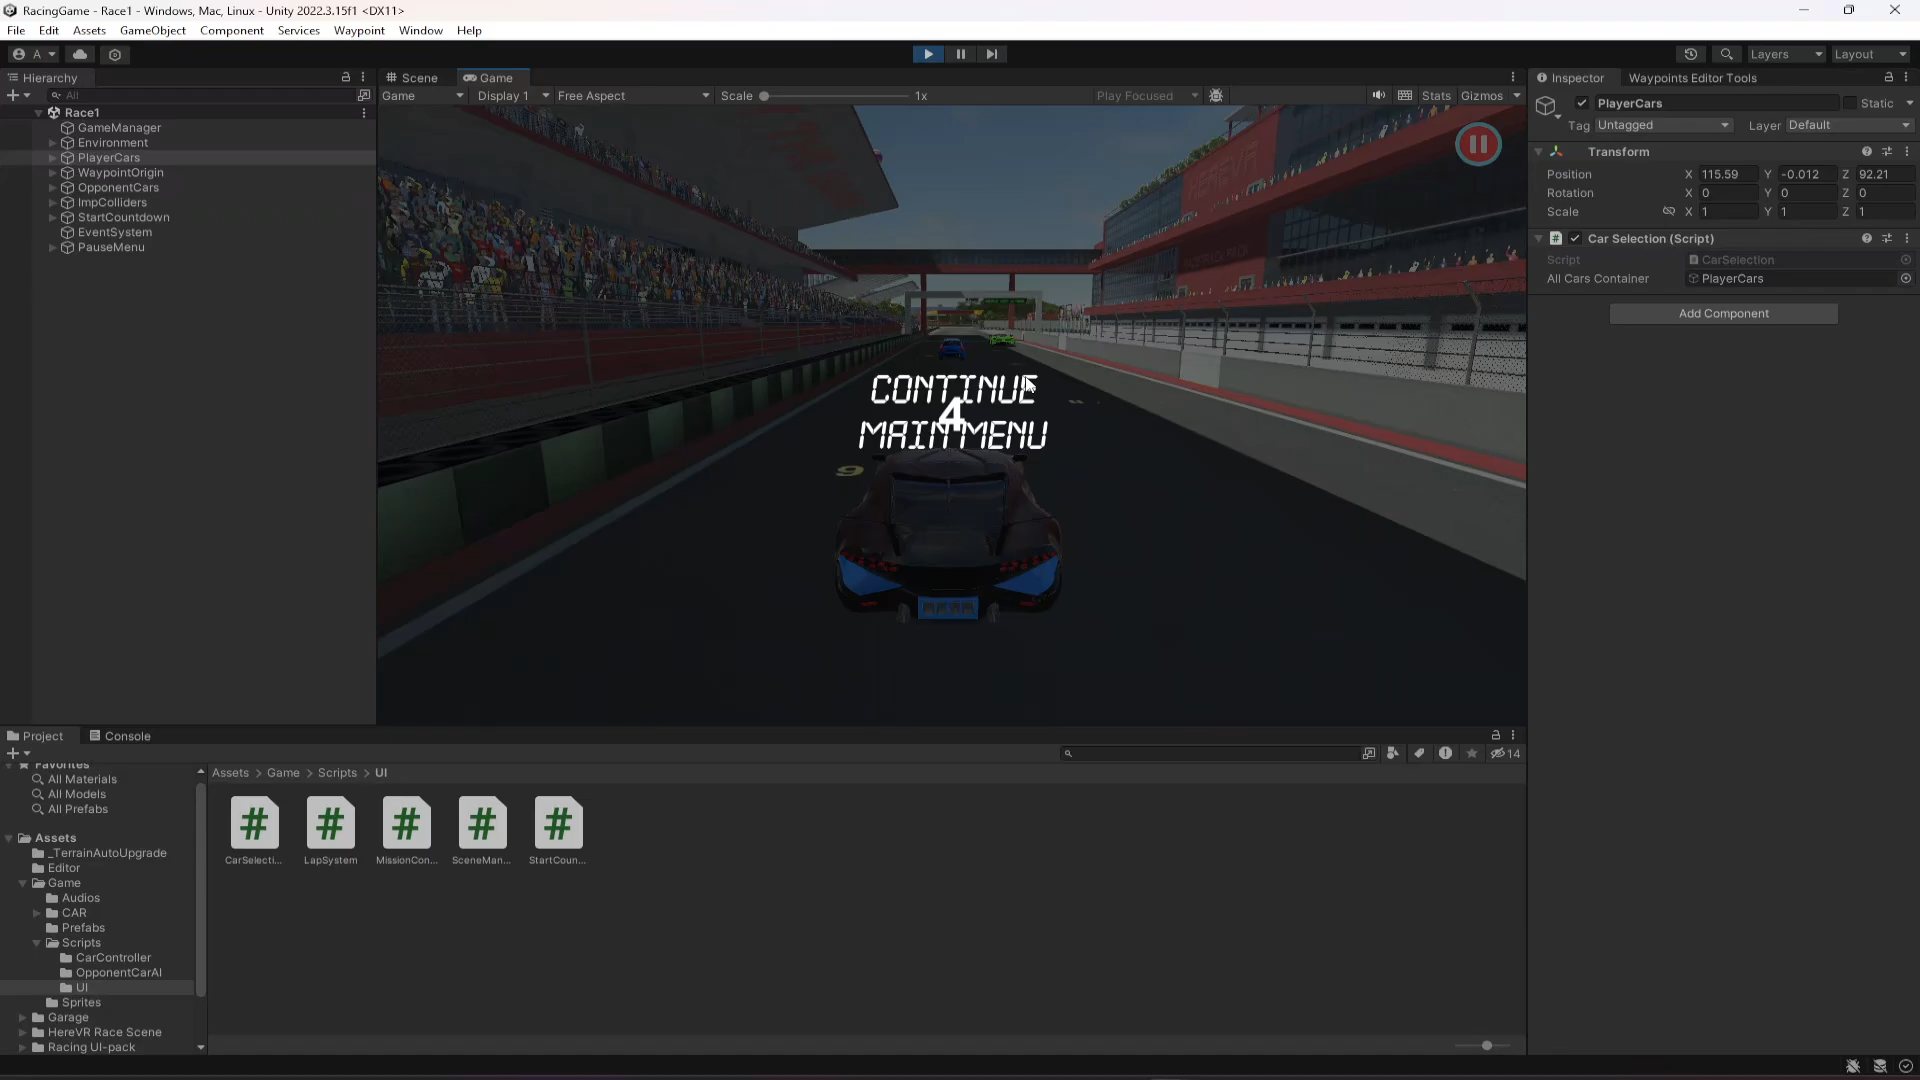 RacingGame - Race1 - Windows, Mac, Linux - Unity 2022.3.15f1 <DX11>
File Edit Assets GameObject Component Services Waypoint Window Help
A
Layers Layout
Hierarchy
All
Race1
GameManager
Environment
PlayerCars
WaypointOrigin
OpponentCars
ImpColliders
StartCountdown
EventSystem
PauseMenu
Scene Game
Game Display 1 Free Aspect Scale 1x Play Focused Stats Gizmos
HEREVR
CONTINUE
4
MAIN MENU
9
Inspector Waypoints Editor Tools
PlayerCars Static
Tag Untagged Layer Default
Transform
Position X 115.59 Y -0.012 Z 92.21
Rotation X 0 Y 0 Z 0
Scale X 1 Y 1 Z 1
# Car Selection (Script)
Script CarSelection
All Cars Container PlayerCars
Add Component
Project Console
14
Favorites
All Materials
All Models
All Prefabs
Assets
_TerrainAutoUpgrade
Editor
Game
Audios
CAR
Prefabs
Scripts
CarController
OpponentCarAI
UI
Sprites
Garage
HereVR Race Scene
Racing UI-pack
Assets > Game > Scripts > UI
# # # # #
CarSelecti... LapSystem MissionCon... SceneMan... StartCoun...